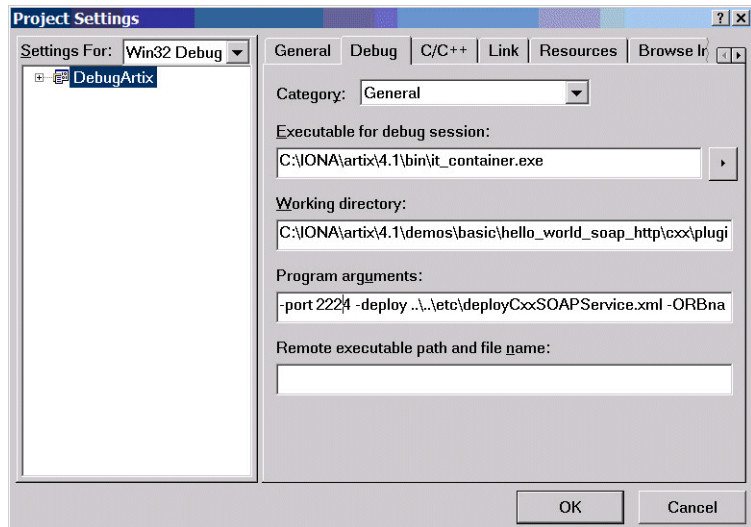 Project Settings
Settings For: Win32 Debug
DebugArtix
General Debug C/C++ Link Resources Browse In
Category: General
Executable for debug session:
C:\IONA\artix\4.1\bin\it_container.exe
Working directory:
C:\IONA\artix\4.1\demos\basic\hello_world_soap_http\cxx\plugi
Program arguments:
-port 2224 -deploy ..\..\etc\deployCxxSOAPService.xml -ORBna
Remote executable path and file name:
OK Cancel